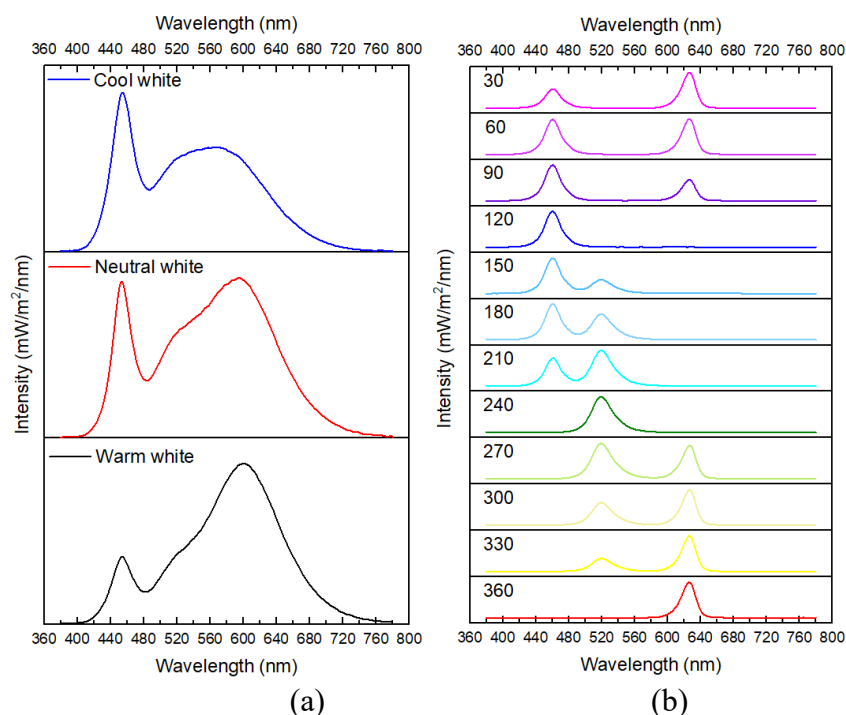 Wavelength (nm)
360 400 440 480 520 560 600 640 680 720 760 800
Cool white
Neutral white
Warm white
Intensity (mW/m²/nm)
360 400 440 480 520 560 600 640 680 720 760 800
Wavelength (nm)
(a)
Wavelength (nm)
360 400 440 480 520 560 600 640 680 720 760 800
30
60
90
120
150
180
210
240
270
300
330
360
Intensity (mW/m²/nm)
360 400 440 480 520 560 600 640 680 720 760 800
Wavelength (nm)
(b)